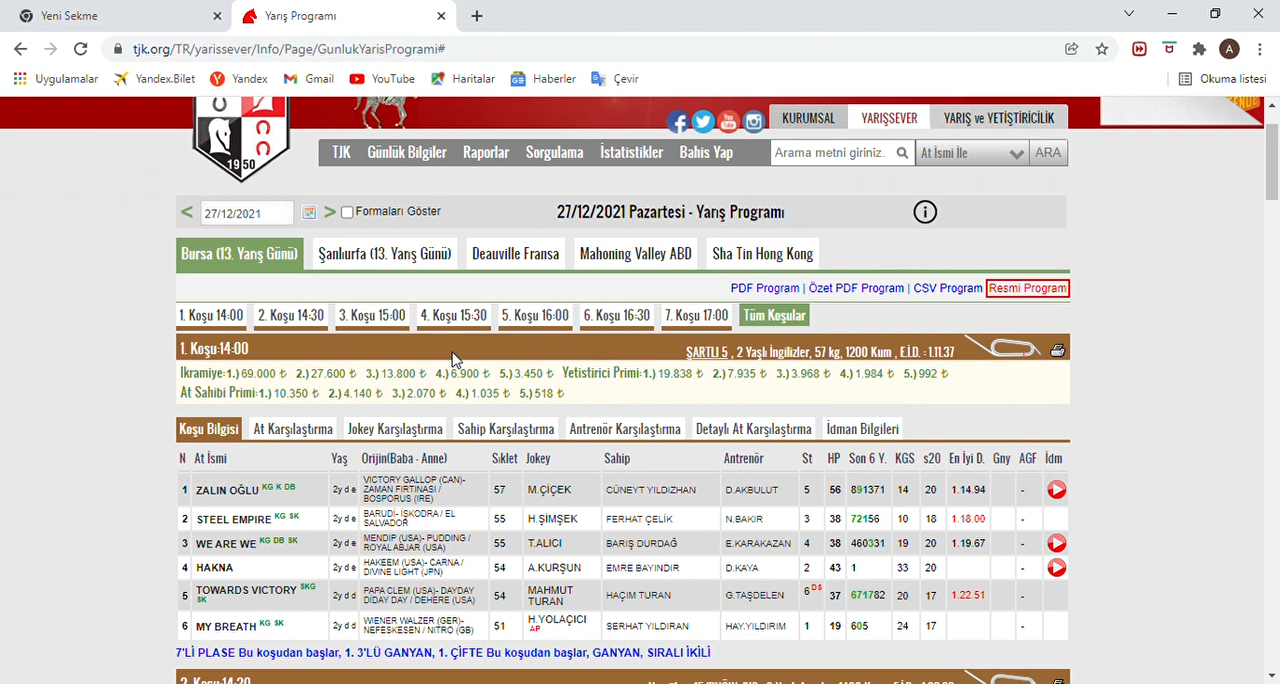 Yeni Sekme
Yarış Programı
tjk.org/TR/yarissever/Info/Page/GunlukYarisProgrami#
A
Uygulamalar Yandex.Bilet Yandex Gmail YouTube Haritalar Haberler Çevir Okuma listesi
1950
KURUMSAL YARIŞSEVER YARIŞ ve YETİŞTİRİCİLİK
TJK Günlük Bilgiler Raporlar Sorgulama İstatistikler Bahis Yap Arama metni giriniz. At İsmi İle ARA
< 27/12/2021 > Formaları Göster 27/12/2021 Pazartesi - Yarış Programı
Bursa (13. Yarış Günü) Şanlıurfa (13. Yarış Günü) Deauville Fransa Mahoning Valley ABD Sha Tin Hong Kong
PDF Program | Özet PDF Program | CSV Program Resmi Program
1. Koşu 14:00 2. Koşu 14:30 3. Koşu 15:00 4. Koşu 15:30 5. Koşu 16:00 6. Koşu 16:30 7. Koşu 17:00 Tüm Koşular
1. Koşu:14:00 ŞARTLI 5 , 2 Yaşlı İngilizler, 57 kg, 1200 Kum , E.İ.D. : 1.11.37
Ikramiye:1.) 69.000 ₺ 2.) 27.600 ₺ 3.) 13.800 ₺ 4.) 6.900 ₺ 5.) 3.450 ₺ Yetistirici Primi:1.) 19.838 ₺ 2.) 7.935 ₺ 3.) 3.968 ₺ 4.) 1.984 ₺ 5.) 992 ₺
At Sahibi Primi:1.) 10.350 ₺ 2.) 4.140 ₺ 3.) 2.070 ₺ 4.) 1.035 ₺ 5.) 518 ₺
Koşu Bilgisi At Karşılaştırma Jokey Karşılaştırma Sahip Karşılaştırma Antrenör Karşılaştırma Detaylı At Karşılaştırma İdman Bilgileri
N At İsmi Yaş Orijin(Baba - Anne) Sıklet Jokey Sahip Antrenör St HP Son 6 Y. KGS s20 En İyi D. Gny AGF İdm
1 ZALIN OĞLU KG K DB 2y d e VICTORY GALLOP (CAN)- ZAMAN FIRTINASI / BOSPORUS (IRE) 57 M.ÇİÇEK CÜNEYT YILDIZHAN D.AKBULUT 5 56 891371 14 20 1.14.94 -
2 STEEL EMPIRE KG SK 2y d e BARUDİ- İSKODRA / EL SALVADOR 55 H.ŞİMŞEK FERHAT ÇELİK N.BAKIR 3 38 72156 10 18 1.18.00 -
3 WE ARE WE KG DB SK 2y d e MENDIP (USA)- PUDDING / ROYAL ABJAR (USA) 55 T.ALICI BARIŞ DURDAĞ E.KARAKAZAN 4 38 460331 19 20 1.19.67 -
4 HAKNA 2y d e HAKEEM (USA)- CARNA / DIVINE LIGHT (JPN) 54 A.KURŞUN EMRE BAYINDIR D.KAYA 2 43 1 33 20 -
5 TOWARDS VICTORY SKG SK 2y d d PAPA CLEM (USA)- DAYDAY DIDAY DAY / DEHERE (USA) 54 MAHMUT TURAN HAÇİM TURAN G.TAŞDELEN 6 DS 37 671782 20 17 1.22.51 -
6 MY BREATH KG SK 2y d d WIENER WALZER (GER)- NEFESKESEN / NITRO (GB) 51 H.YOLAÇICI AP SERHAT YILDIRAN HAY.YILDIRIM 1 19 605 24 17 -
7'Lİ PLASE Bu koşudan başlar, 1. 3'LÜ GANYAN, 1. ÇİFTE Bu koşudan başlar, GANYAN, SIRALI İKİLİ